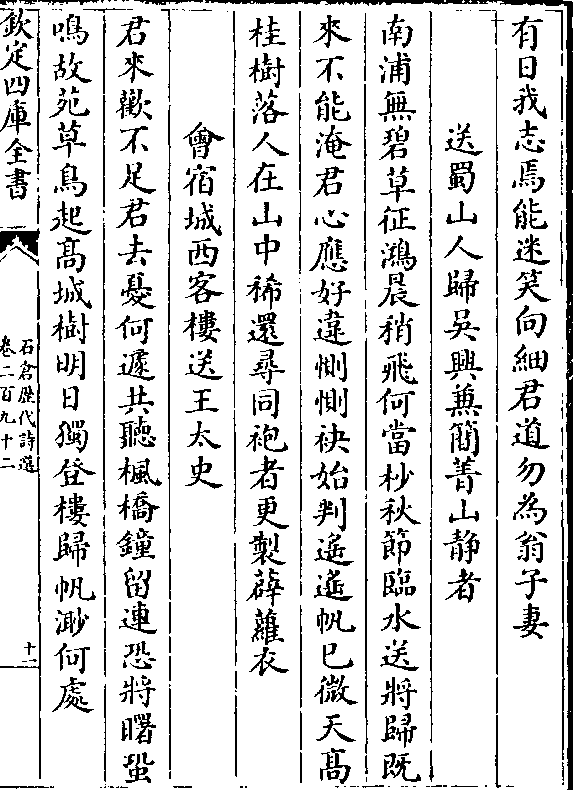 有日我志焉能迷笑向細君道勿為翁子妻
送蜀山人歸吳興兼簡菁山靜者
南浦無碧草征鴻晨稍飛何當杪秋節臨水送將歸既
來不能淹君心應好違惻惻袂始判遙遙帆已微天髙
桂樹落人在山中稀還尋同袍者更製薜蘿衣
會宿城西客樓送王太史
君來歡不足君去憂何遽共聽楓橋鐘留連恐將曙蛩
鳴故苑草鳥起髙城樹明日獨登樓歸帆渺何處
欽定四庫全書
石倉歴代詩選
卷二百九十二
十二